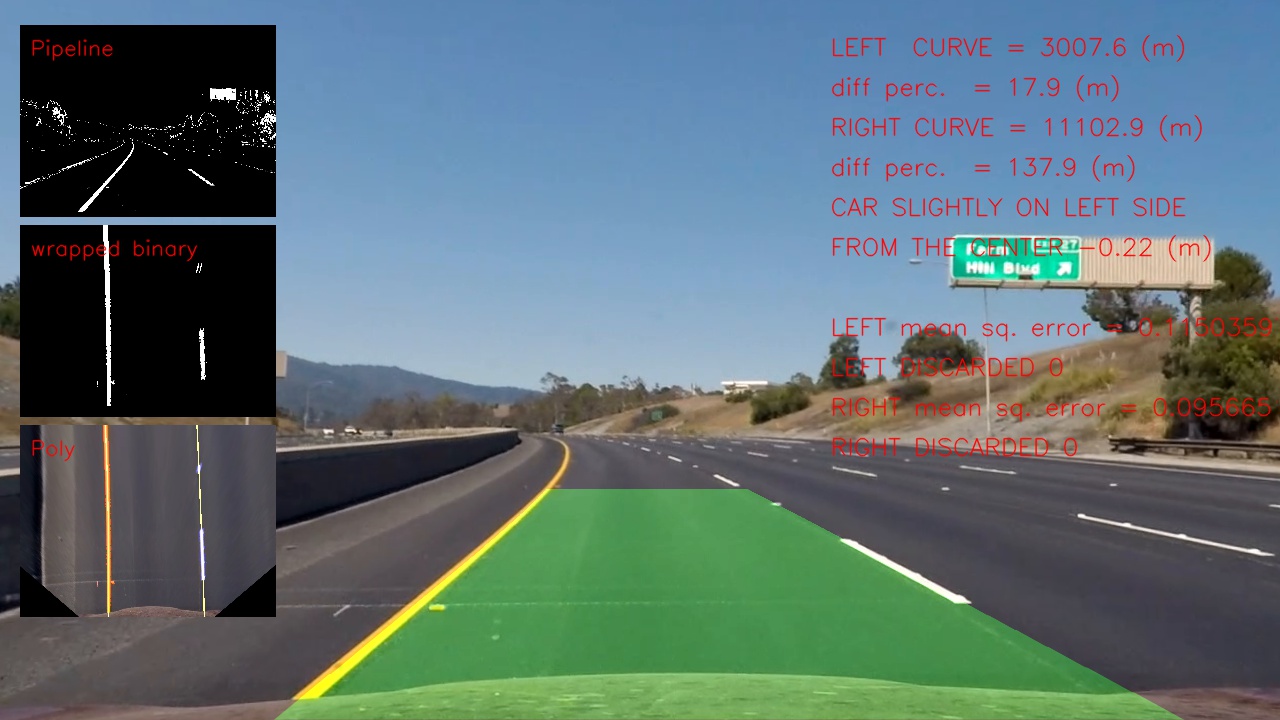 Pipeline
wrapped binary
Poly
LEFT CURVE = 3007.6 (m)
diff perc. = 17.9 (m)
RIGHT CURVE = 11102.9 (m)
diff perc. = 137.9 (m)
CAR SLIGHTLY ON LEFT SIDE
FROM THE CENTER -0.22 (m)
Hill Blvd
LEFT mean sq. error = 0.1150359
LEFT DISCARDED 0
RIGHT mean sq. error = 0.095665
RIGHT DISCARDED 0